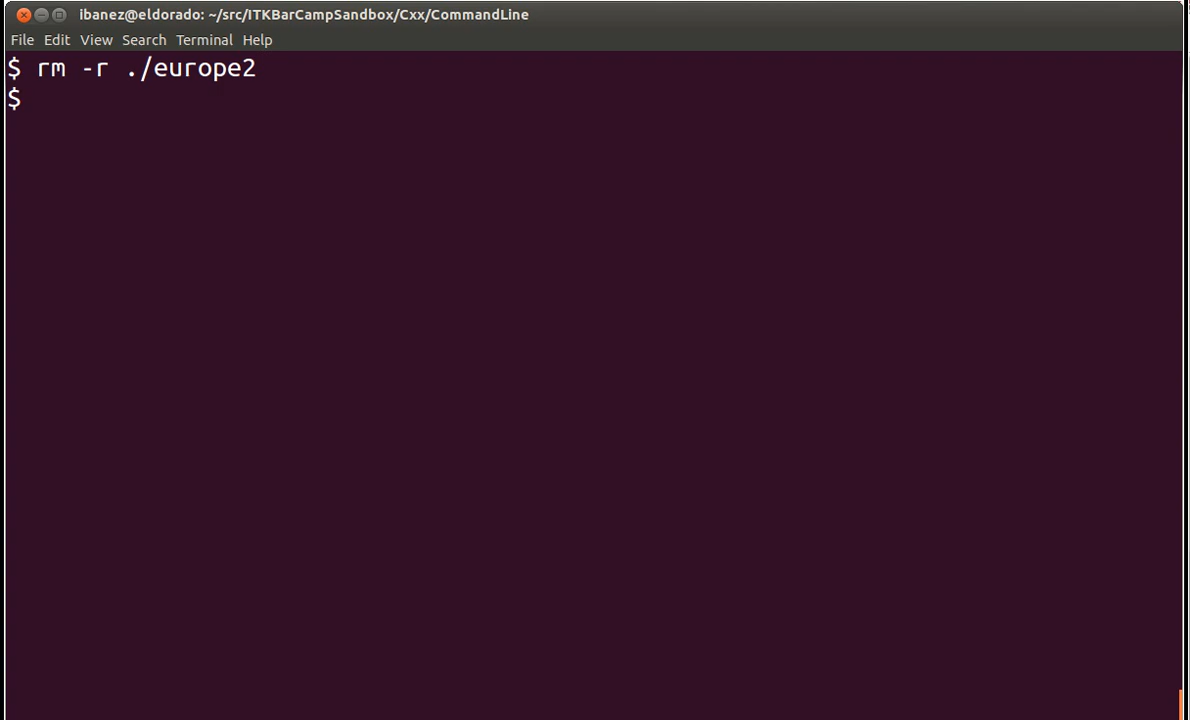 ibanez@eldorado: ~/src/ITKBarCampSandbox/Cxx/CommandLine
File Edit View Search Terminal Help
$ rm -r ./europe2
$